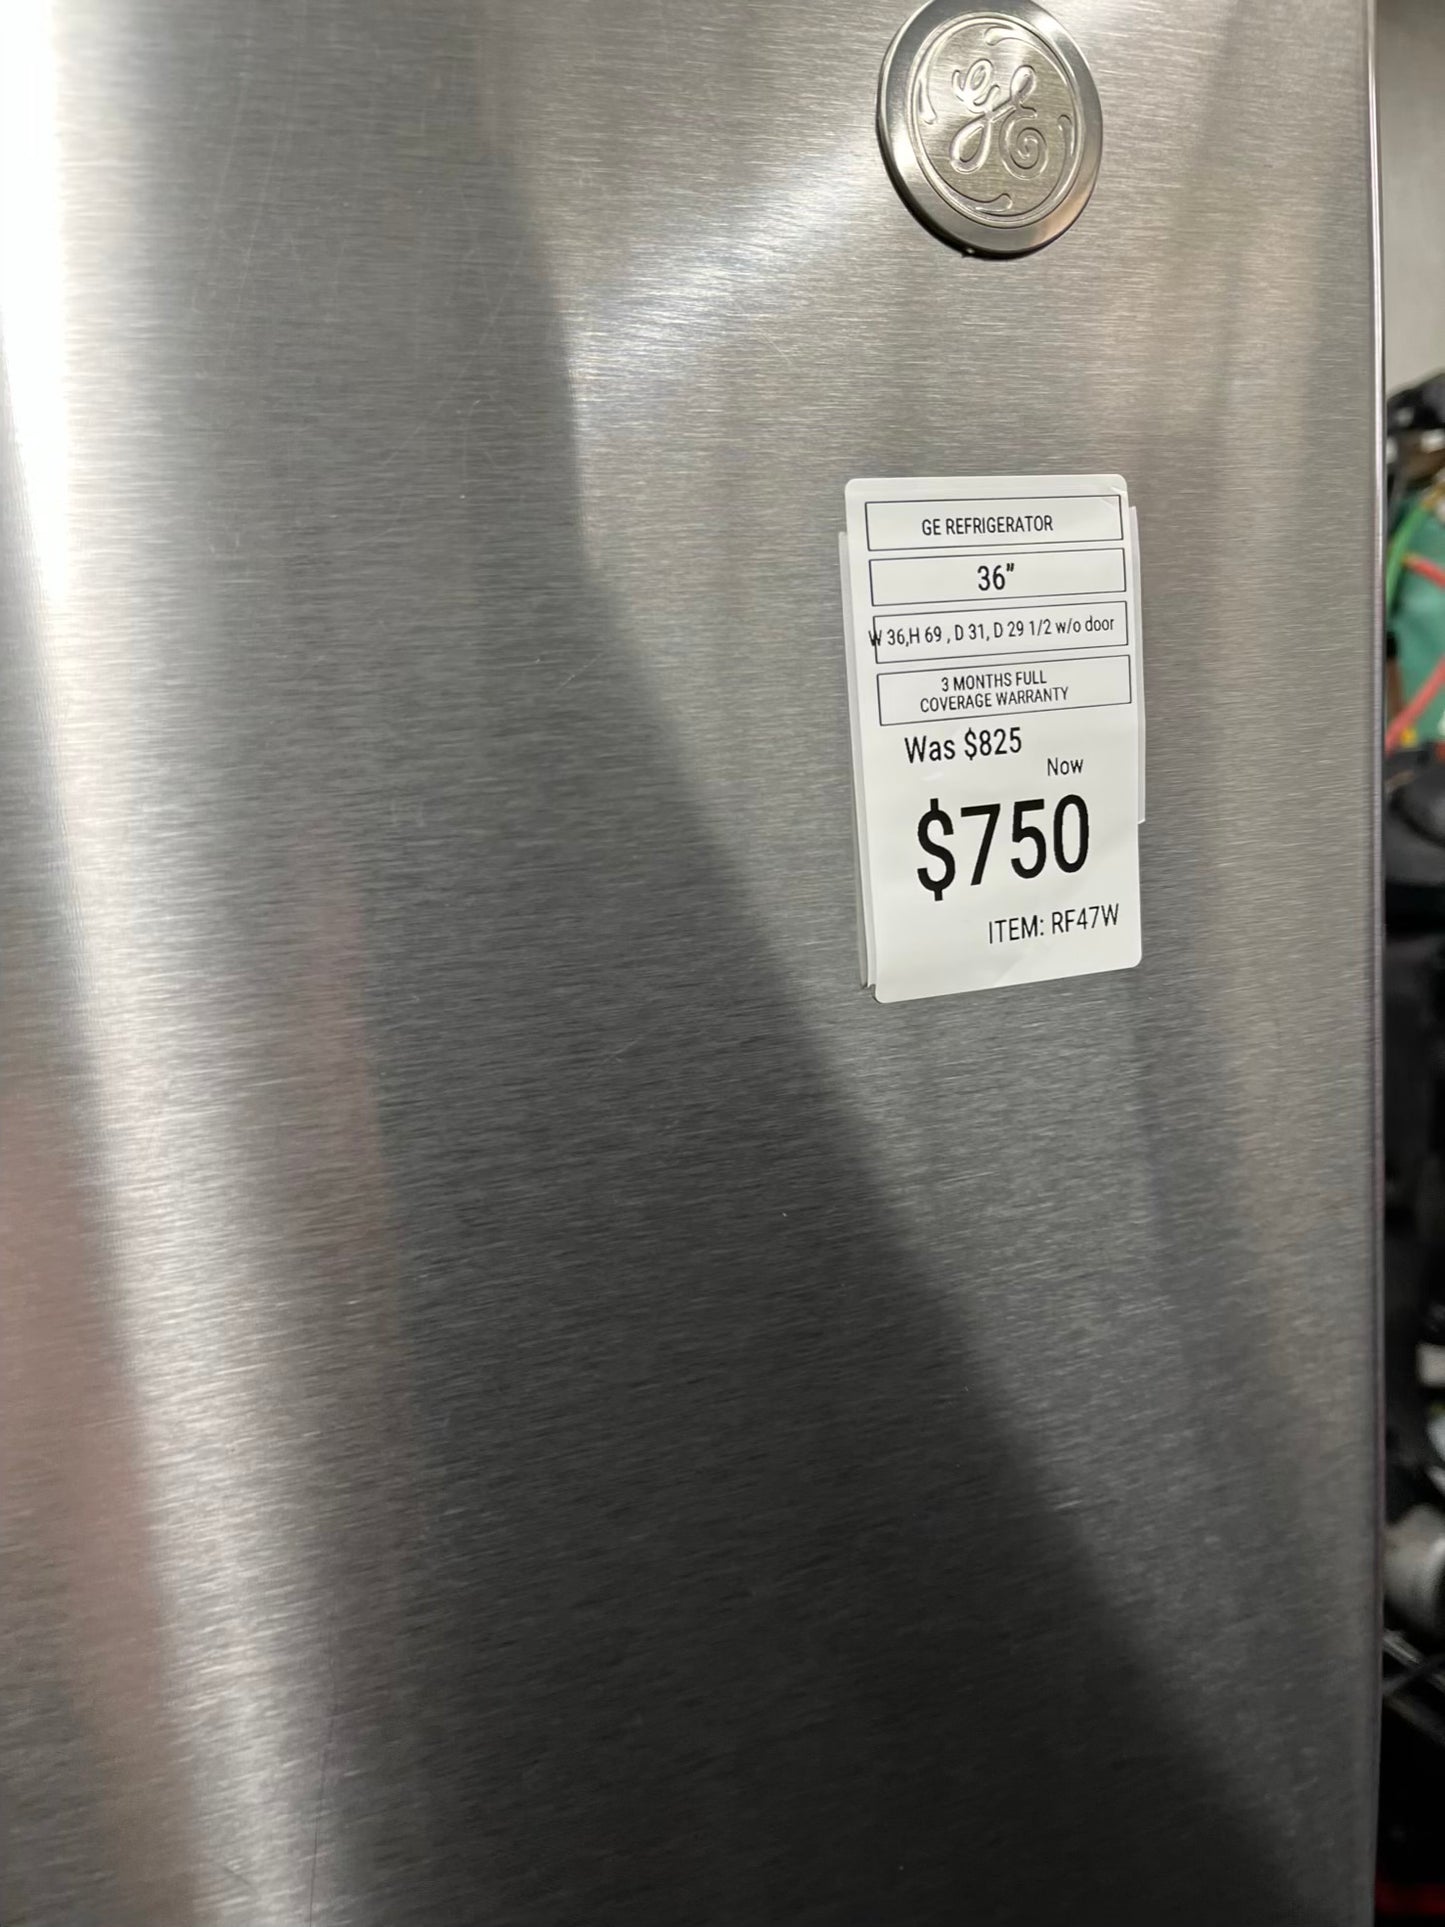 GE
GE REFRIGERATOR
36"
W 36,H 69 , D 31, D 29 1/2 w/o door
3 MONTHS FULL
COVERAGE WARRANTY
Was $825
Now
$750
ITEM: RF47W